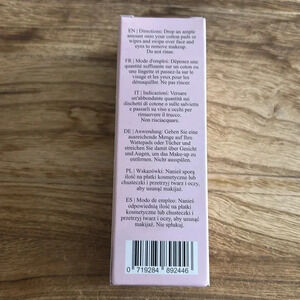 EN | Directions: Drop an ample
amount onto your cotton pads or
wipes and swipe over face and
eyes to remove makeup.
Do not rinse.
FR | Mode d'emploi: Déposez une
quantité suffisante sur un coton ou
une lingette et passez-la sur le
visage et les yeux pour les
démaquiller. Ne pas rincer.
IT | Indicazioni: Versare
un'abbondante quantità su
dischetti di cotone o sulle salviette
e passarli su viso e occhi per
rimuovere il trucco.
Non risciacquare.
DE | Anwendung: Geben Sie eine
ausreichende Menge auf Ihre
Wattepads oder Tücher und
streichen Sie damit über Gesicht
und Augen, um das Make-up zu
entfernen. Nicht ausspülen.
PL | Wskazówki: Nanieś sporą
ilość na płatki kosmetyczne lub
chusteczki i przetrzyj twarz i oczy,
aby usunąć makijaż.
ES | Modo de empleo: Nanieś
odpowiednią ilość na płatki
kosmetyczne lub chusteczki i
przetrzyj twarz i oczy, aby usunąć
makijaż. Nie spłukuj.
0 719284 892446